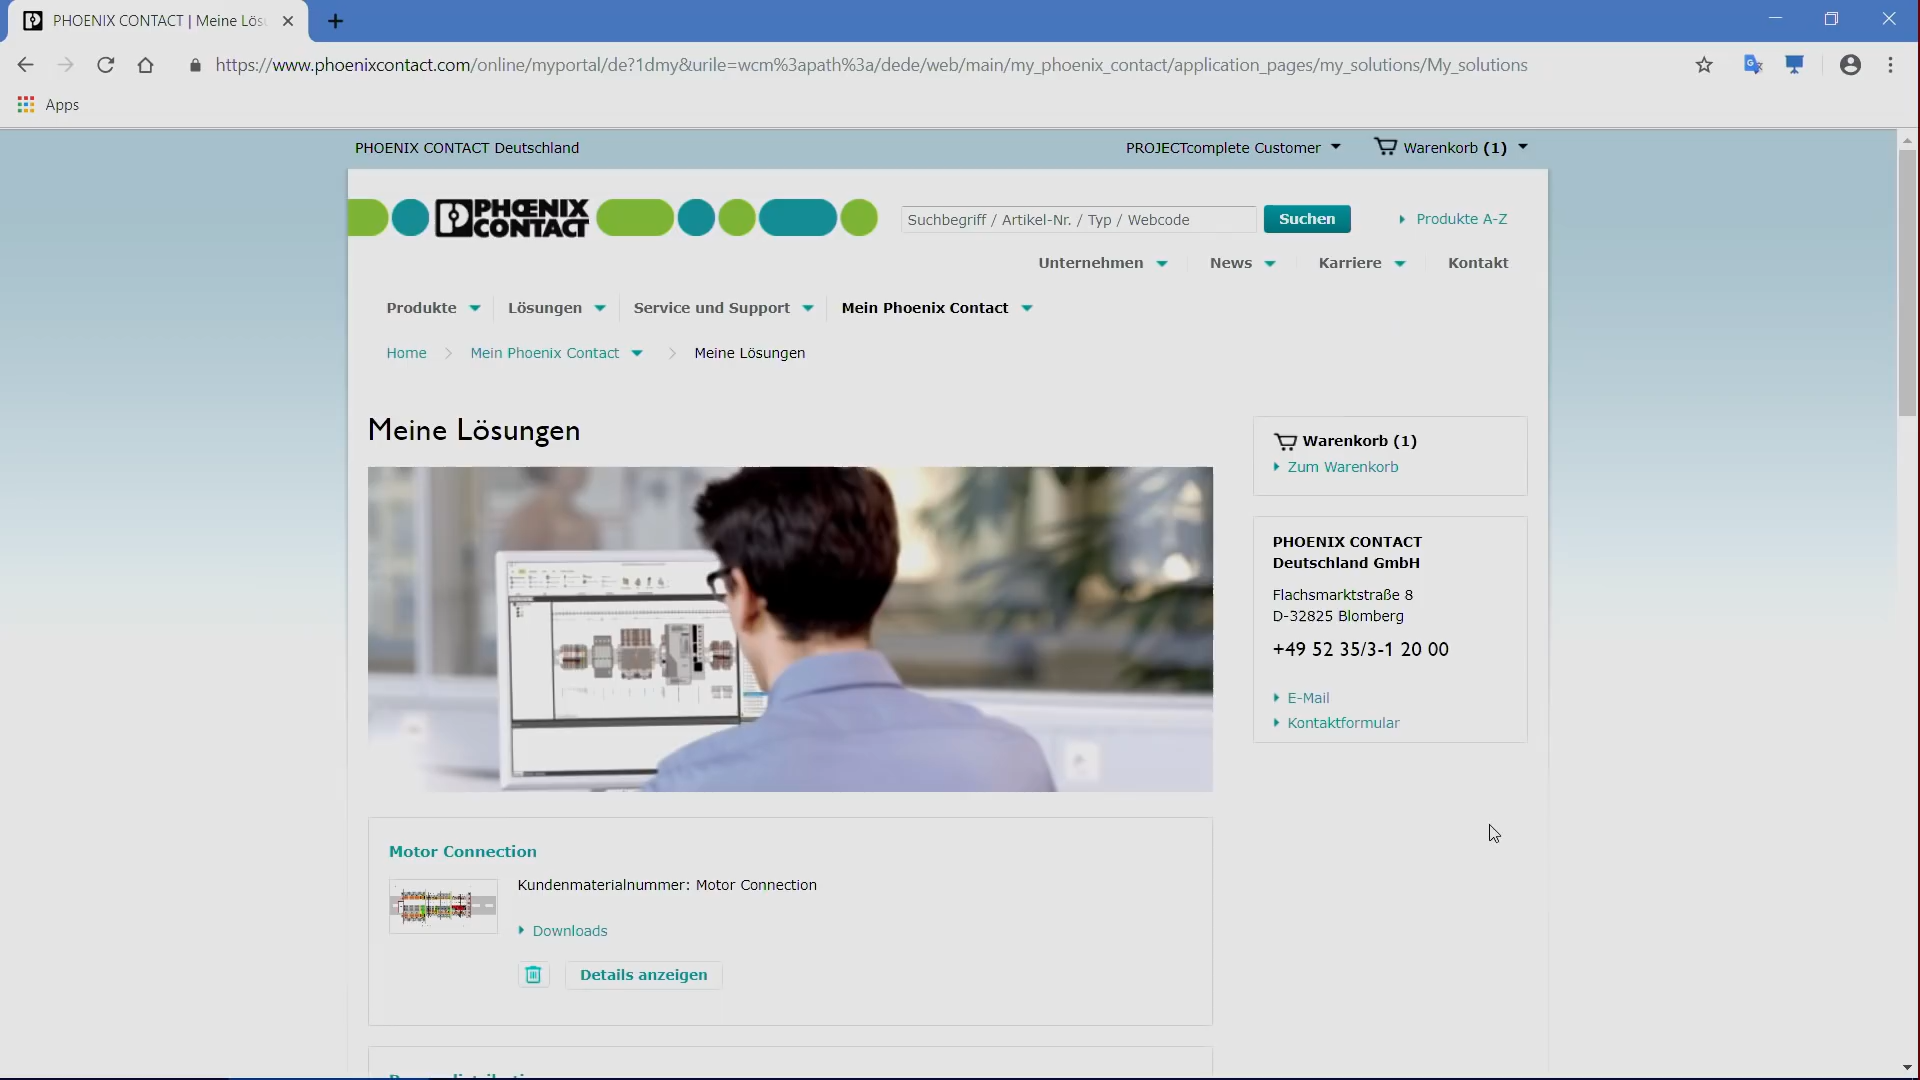 PHOENIX CONTACT | Meine Lös
https://www.phoenixcontact.com/online/myportal/de?1dmy&urile=wcm%3apath%3a/dede/web/main/my_phoenix_contact/application_pages/my_solutions/My_solutions
Apps
PHOENIX CONTACT Deutschland
PROJECTcomplete Customer
Warenkorb (1)
PHŒNIX
CONTACT
Suchbegriff / Artikel-Nr. / Typ / Webcode
Suchen
Produkte A-Z
Unternehmen
News
Karriere
Kontakt
Produkte
Lösungen
Service und Support
Mein Phoenix Contact
Home
Mein Phoenix Contact
Meine Lösungen
Meine Lösungen
Warenkorb (1)
Zum Warenkorb
PHOENIX CONTACT
Deutschland GmbH
Flachsmarktstraße 8
D-32825 Blomberg
+49 52 35/3-1 20 00
E-Mail
Kontaktformular
Motor Connection
Kundenmaterialnummer: Motor Connection
Downloads
Details anzeigen